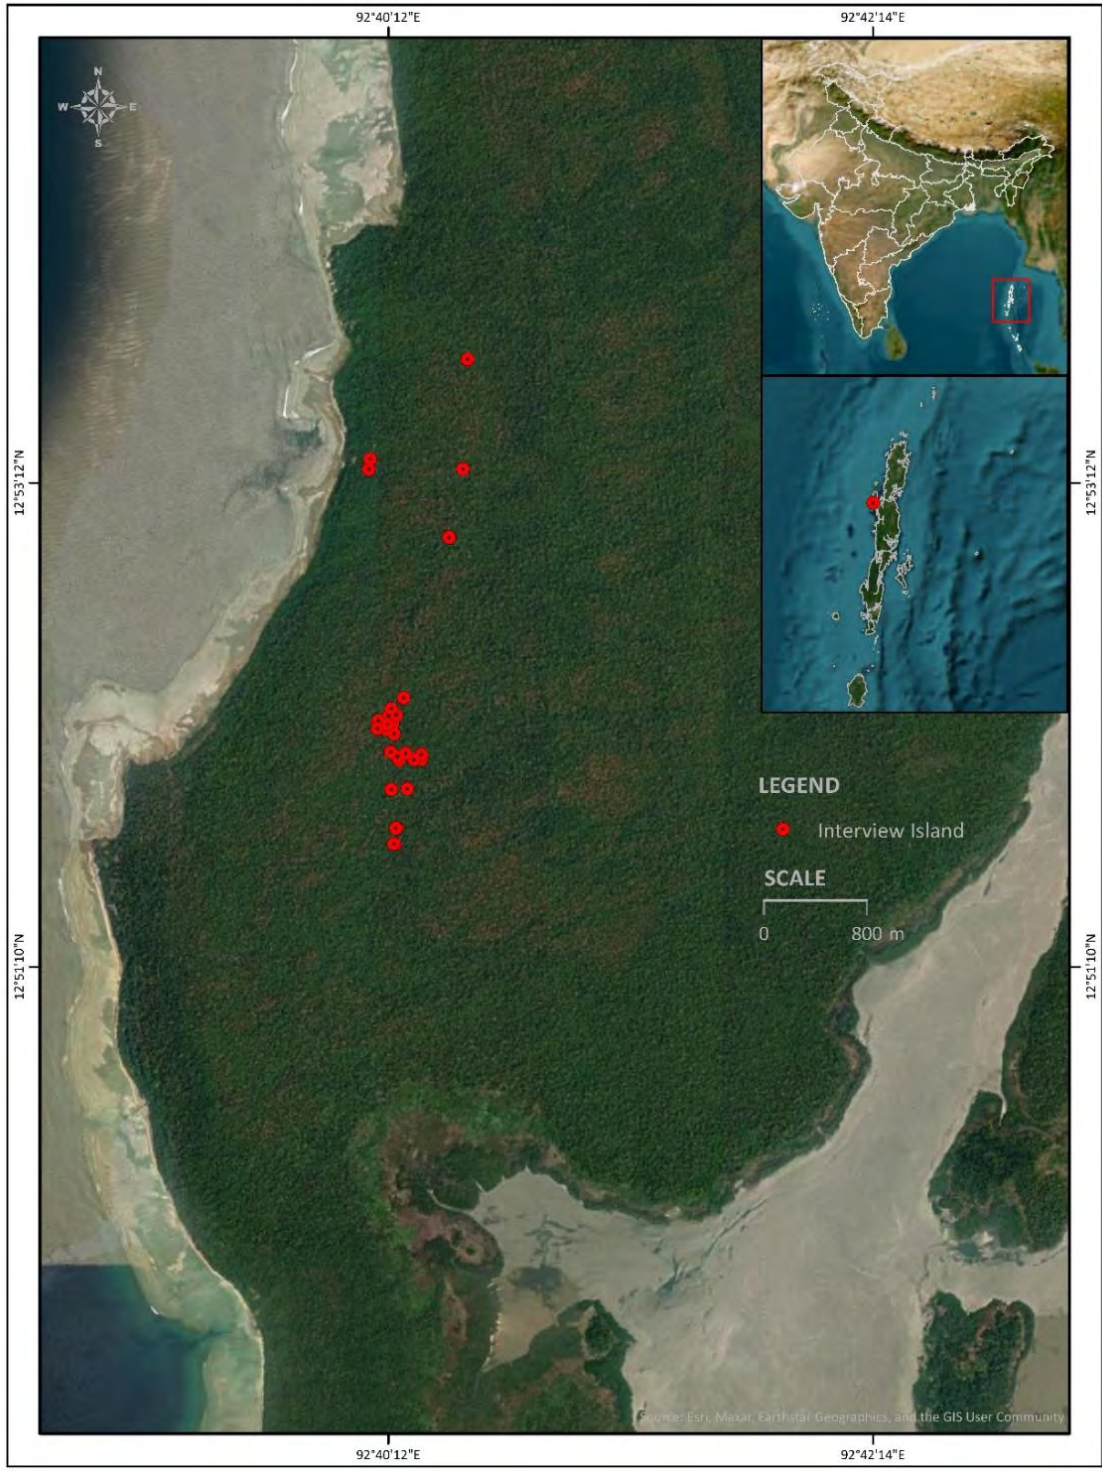 92°40'12"E
92°42'14"E
N
W
E
S
12°53'12"N
12°53'12"N
LEGEND
Interview Island
SCALE
0
800 m
12°51'10"N
12°51'10"N
Source: Esri, Maxar, Earthstar Geographics, and the GIS User Community
92°40'12"E
92°42'14"E